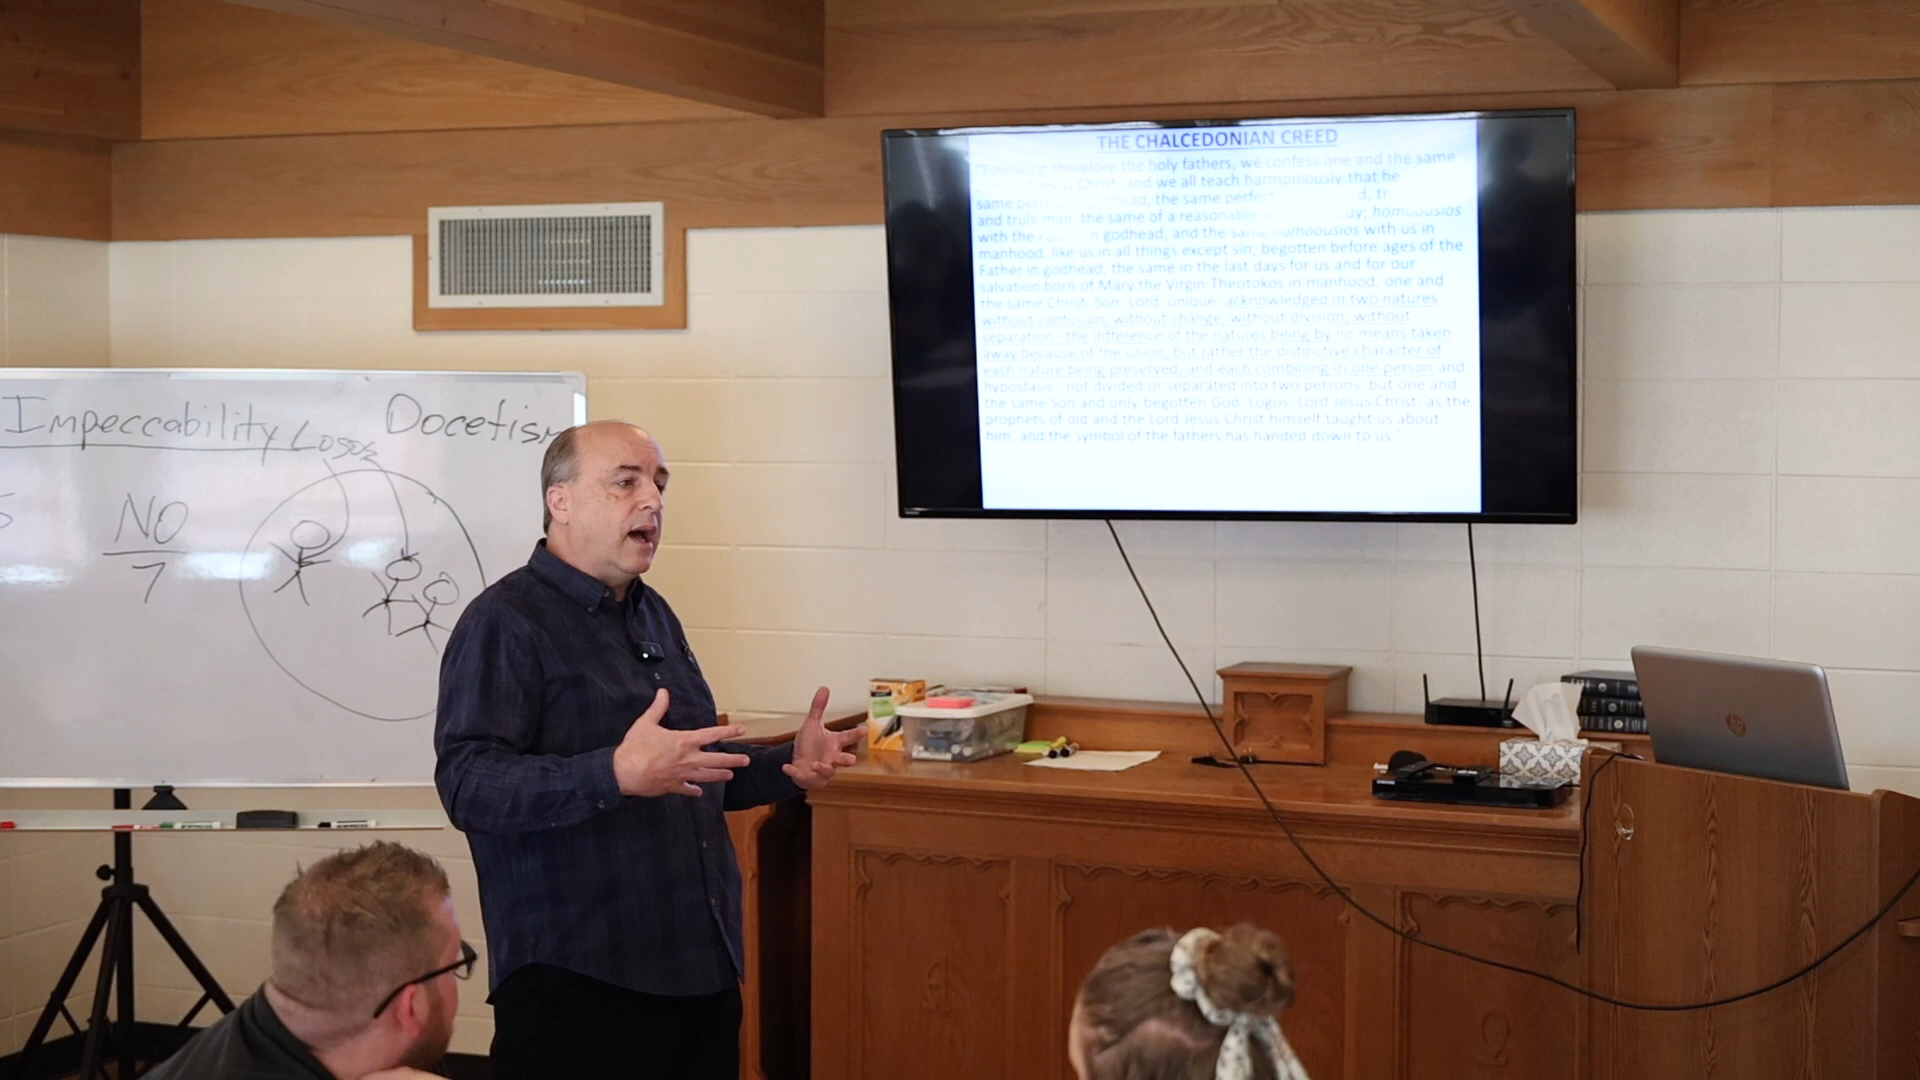 Impeccability
Logos
Docetism
NO
7
THE CHALCEDONIAN CREED
"Following therefore the holy fathers, we confess one and the same
Jesus Christ, and we all teach harmoniously that he
same head, the same
and truly man, the same of a reasonable homoousios
with the godhead, and the same homoousios with us in
manhood, like us in all things except sin, begotten before ages of the
Father in godhead, the same in the last days for us and for our
salvation born of Mary the Virgin Theotokos in manhood, one and
the same Christ, Son, Lord, unique, acknowledged in two natures
without confusion, without change, without division, without
separation - the difference of the natures being by no means taken
away because of the union, but rather the distinctive character of
each nature being preserved, and each combining in one person and
hypostasis - not divided or separated into two persons, but one and
the same Son and only begotten God, Logos, Lord Jesus Christ, as the
prophets of old and the Lord Jesus Christ himself taught us about
him, and the symbol of the fathers has handed down to us."
hp